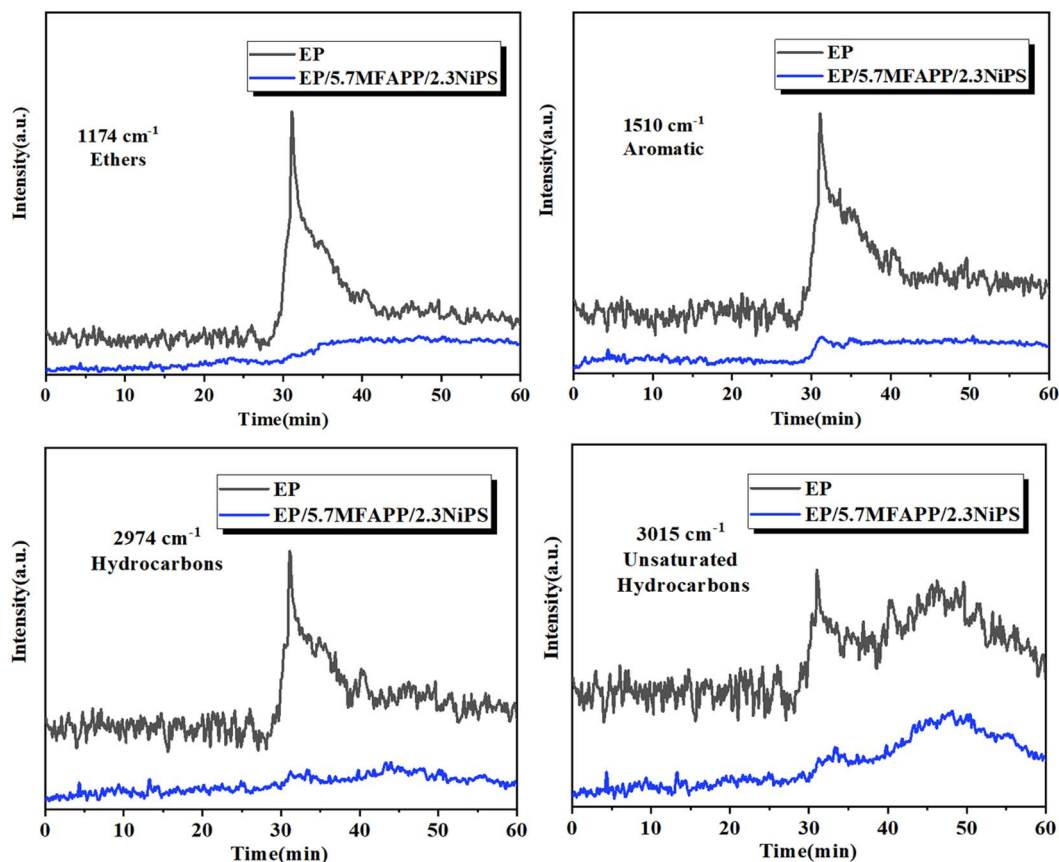 EP
EP/5.7MFAPP/2.3NiPS
1174 cm⁻¹
Ethers
Intensity(a.u.)
0 10 20 30 40 50 60
Time(min)
EP
EP/5.7MFAPP/2.3NiPS
1510 cm⁻¹
Aromatic
Intensity(a.u.)
0 10 20 30 40 50 60
Time(min)
EP
EP/5.7MFAPP/2.3NiPS
2974 cm⁻¹
Hydrocarbons
Intensity(a.u.)
0 10 20 30 40 50 60
Time(min)
EP
EP/5.7MFAPP/2.3NiPS
3015 cm⁻¹
Unsaturated
Hydrocarbons
Intensity(a.u.)
0 10 20 30 40 50 60
Time(min)